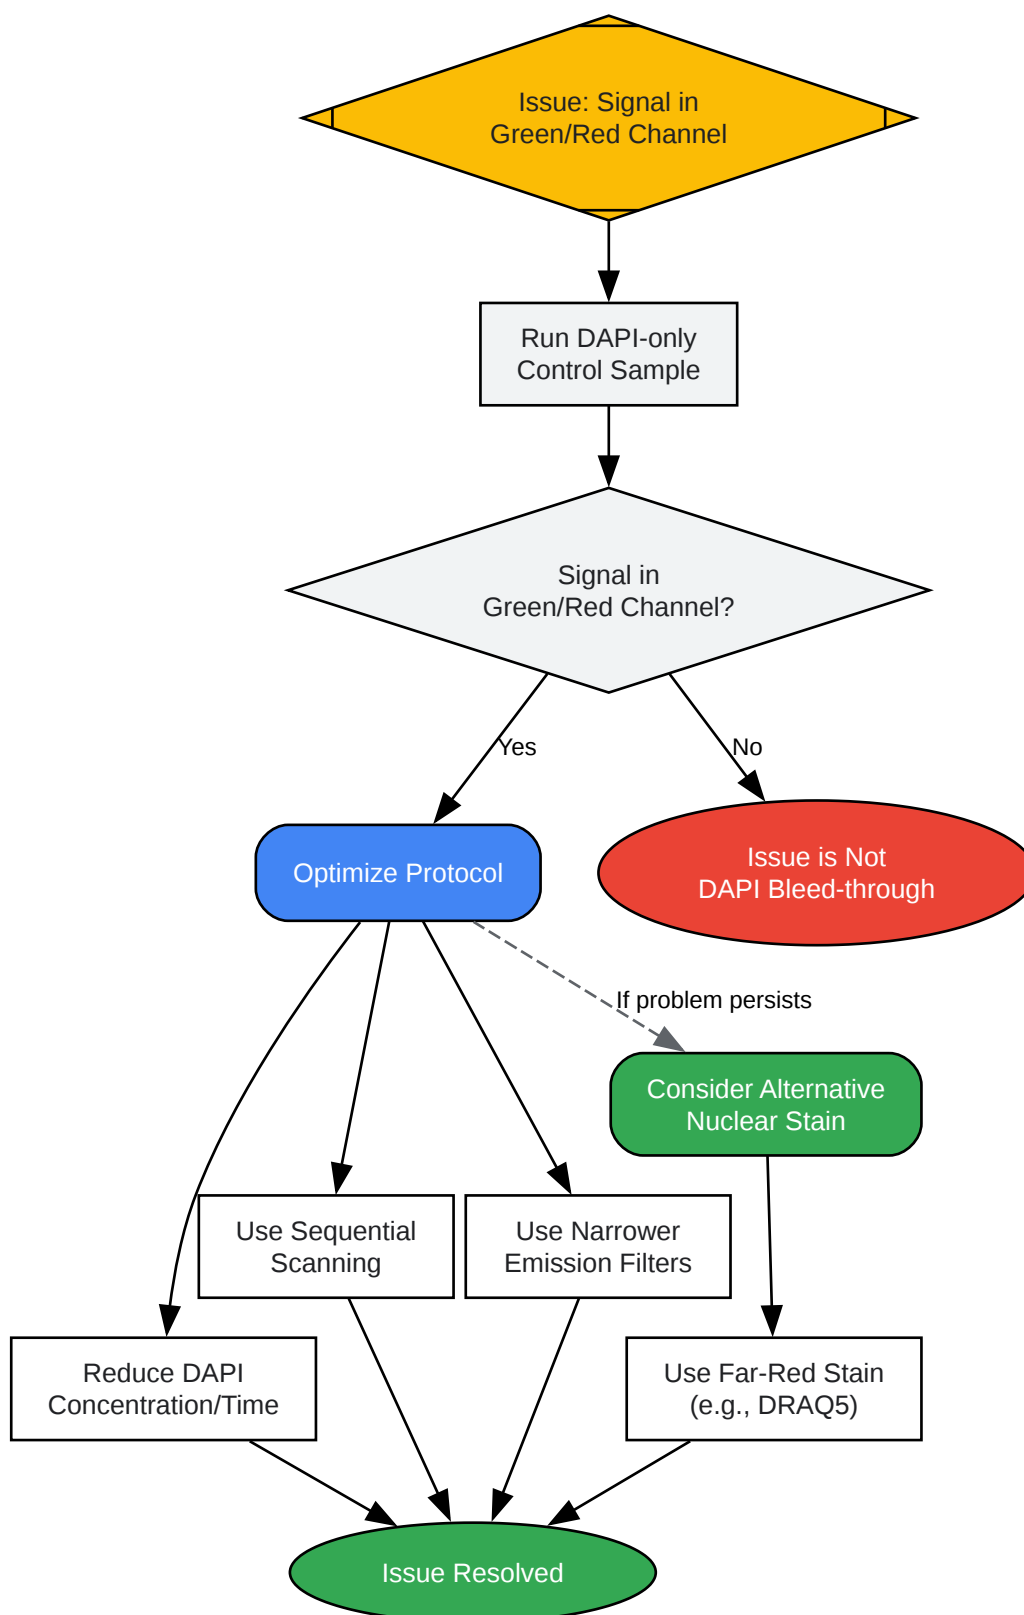 Issue: Signal in
Green/Red Channel
Run DAPI-only
Control Sample
Signal in
Green/Red Channel?
Yes
No
Optimize Protocol
Issue is Not
DAPI Bleed-through
If problem persists
Consider Alternative
Nuclear Stain
Use Sequential
Scanning
Use Narrower
Emission Filters
Reduce DAPI
Concentration/Time
Use Far-Red Stain
(e.g., DRAQ5)
Issue Resolved